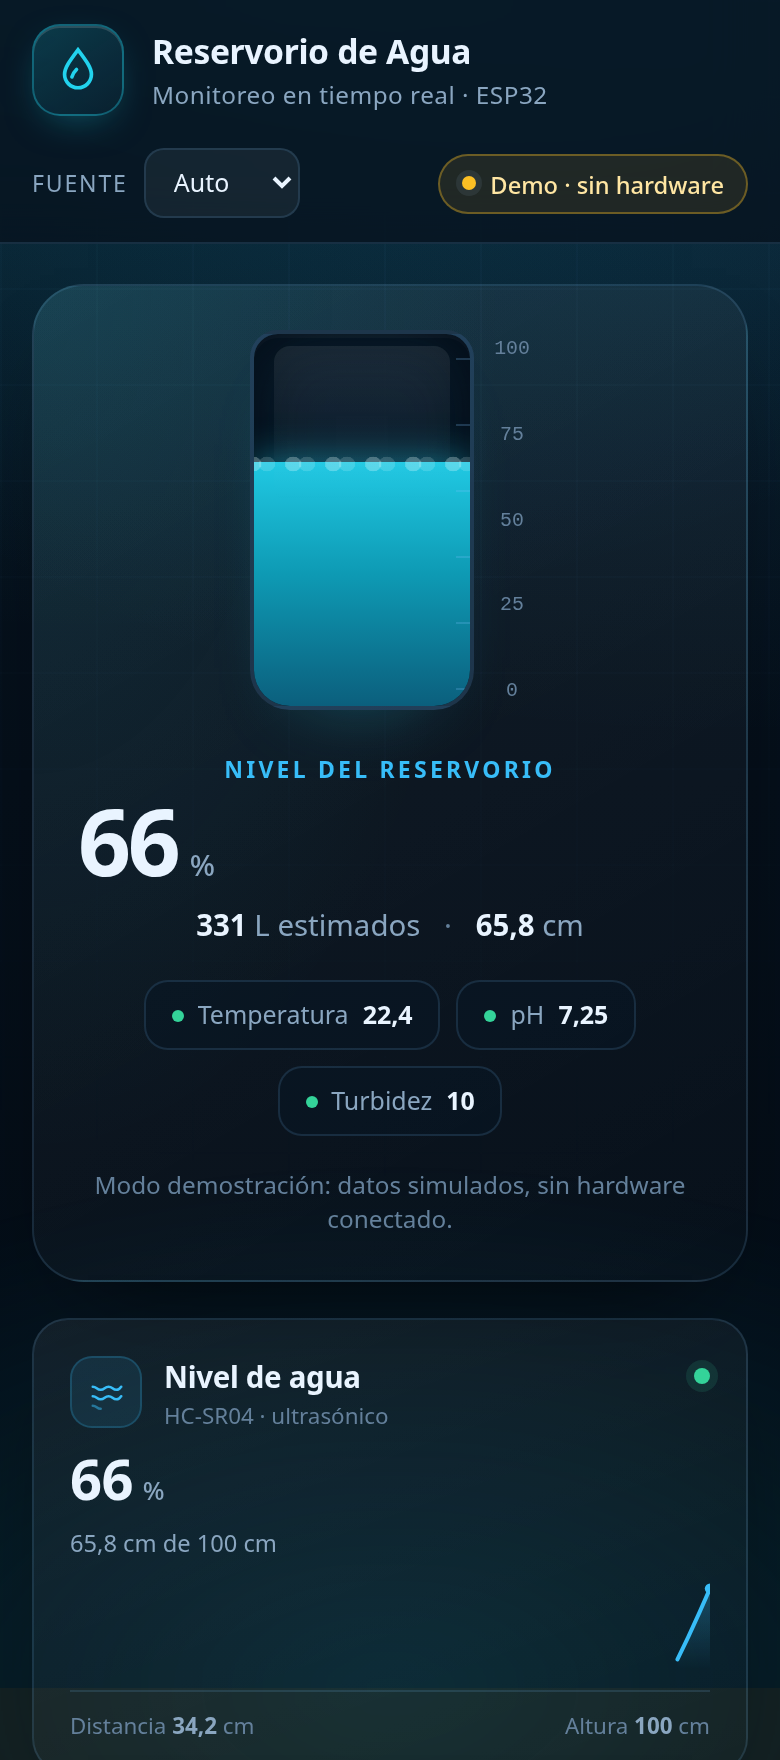 Reservorio de Agua
Monitoreo en tiempo real · ESP32
FUENTE Auto Demo · sin hardware
100
75
50
25
0
NIVEL DEL RESERVORIO
66 %
331 L estimados · 65,8 cm
Temperatura 22,4 pH 7,25
Turbidez 10
Modo demostración: datos simulados, sin hardware
conectado.
Nivel de agua
HC-SR04 · ultrasónico
66 %
65,8 cm de 100 cm
Distancia 34,2 cm Altura 100 cm